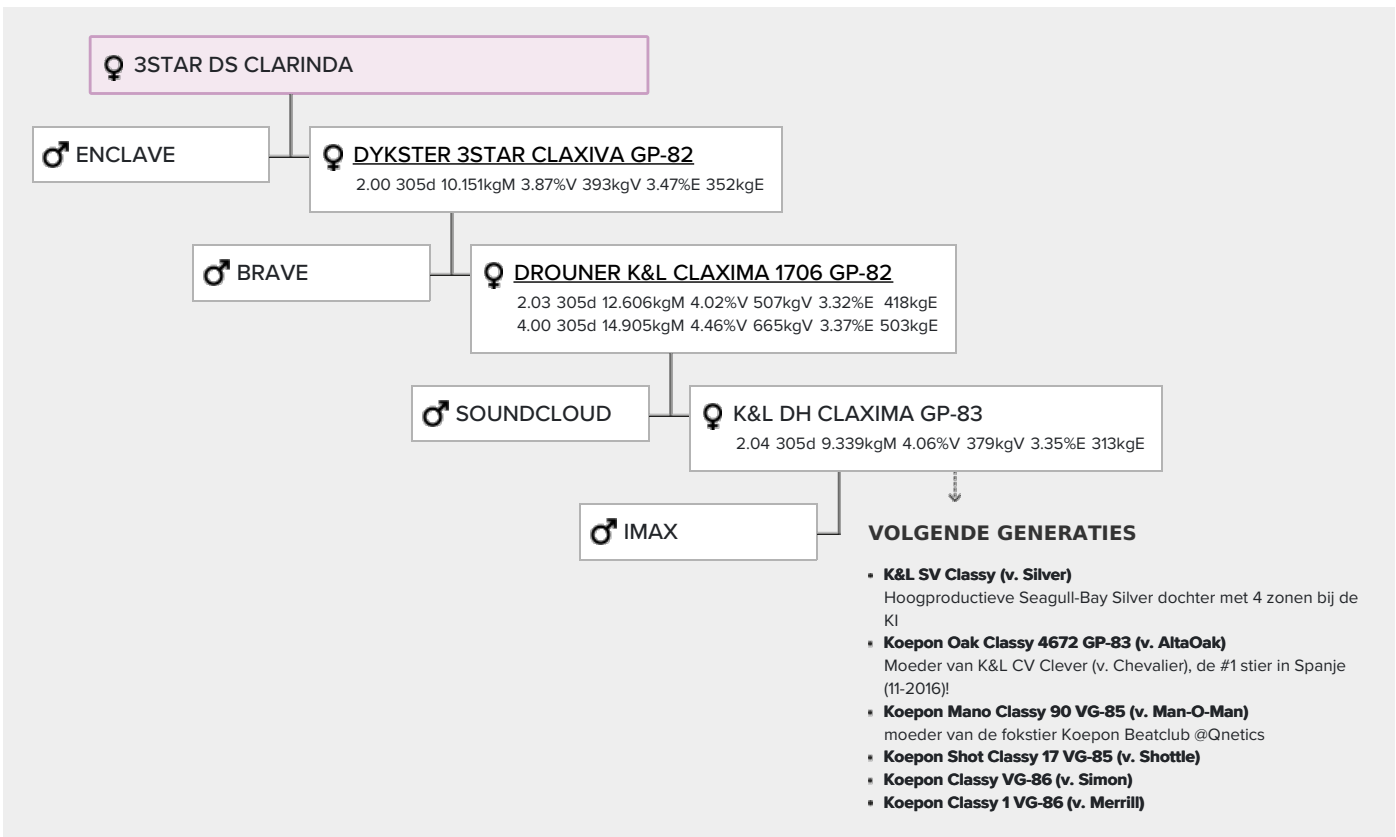 3STAR DS CLARINDA
ENCLAVE
DYKSTER 3STAR CLAXIVA GP-82
2.00 305d 10.151kgM 3.87%V 393kgV 3.47%E 352kgE
BRAVE
DROUNER K&L CLAXIMA 1706 GP-82
2.03 305d 12.606kgM 4.02%V 507kgV 3.32%E 418kgE
4.00 305d 14.905kgM 4.46%V 665kgV 3.37%E 503kgE
SOUNDCLOUD
K&L DH CLAXIMA GP-83
2.04 305d 9.339kgM 4.06%V 379kgV 3.35%E 313kgE
IMAX
VOLGENDE GENERATIES
K&L SV Classy (v. Silver)
Hoogproductieve Seagull-Bay Silver dochter met 4 zonen bij de
KI
Koepon Oak Classy 4672 GP-83 (v. AltaOak)
Moeder van K&L CV Clever (v. Chevalier), de #1 stier in Spanje
(11-2016)!
Koepon Mano Classy 90 VG-85 (v. Man-O-Man)
moeder van de fokstier Koepon Beatclub @Qnetics
Koepon Shot Classy 17 VG-85 (v. Shottle)
Koepon Classy VG-86 (v. Simon)
Koepon Classy 1 VG-86 (v. Merrill)